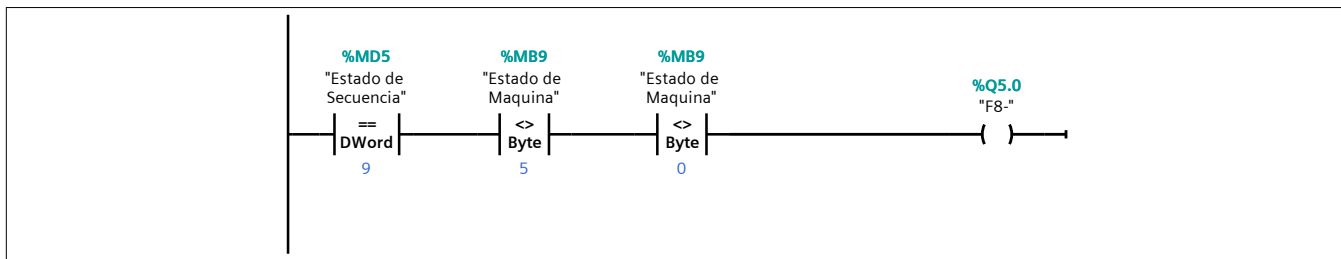 %MD5
"Estado de
Secuencia"
==
DWord
9
%MB9
"Estado de
Maquina"
<>
Byte
5
%MB9
"Estado de
Maquina"
<>
Byte
0
%Q5.0
"F8-"
( )